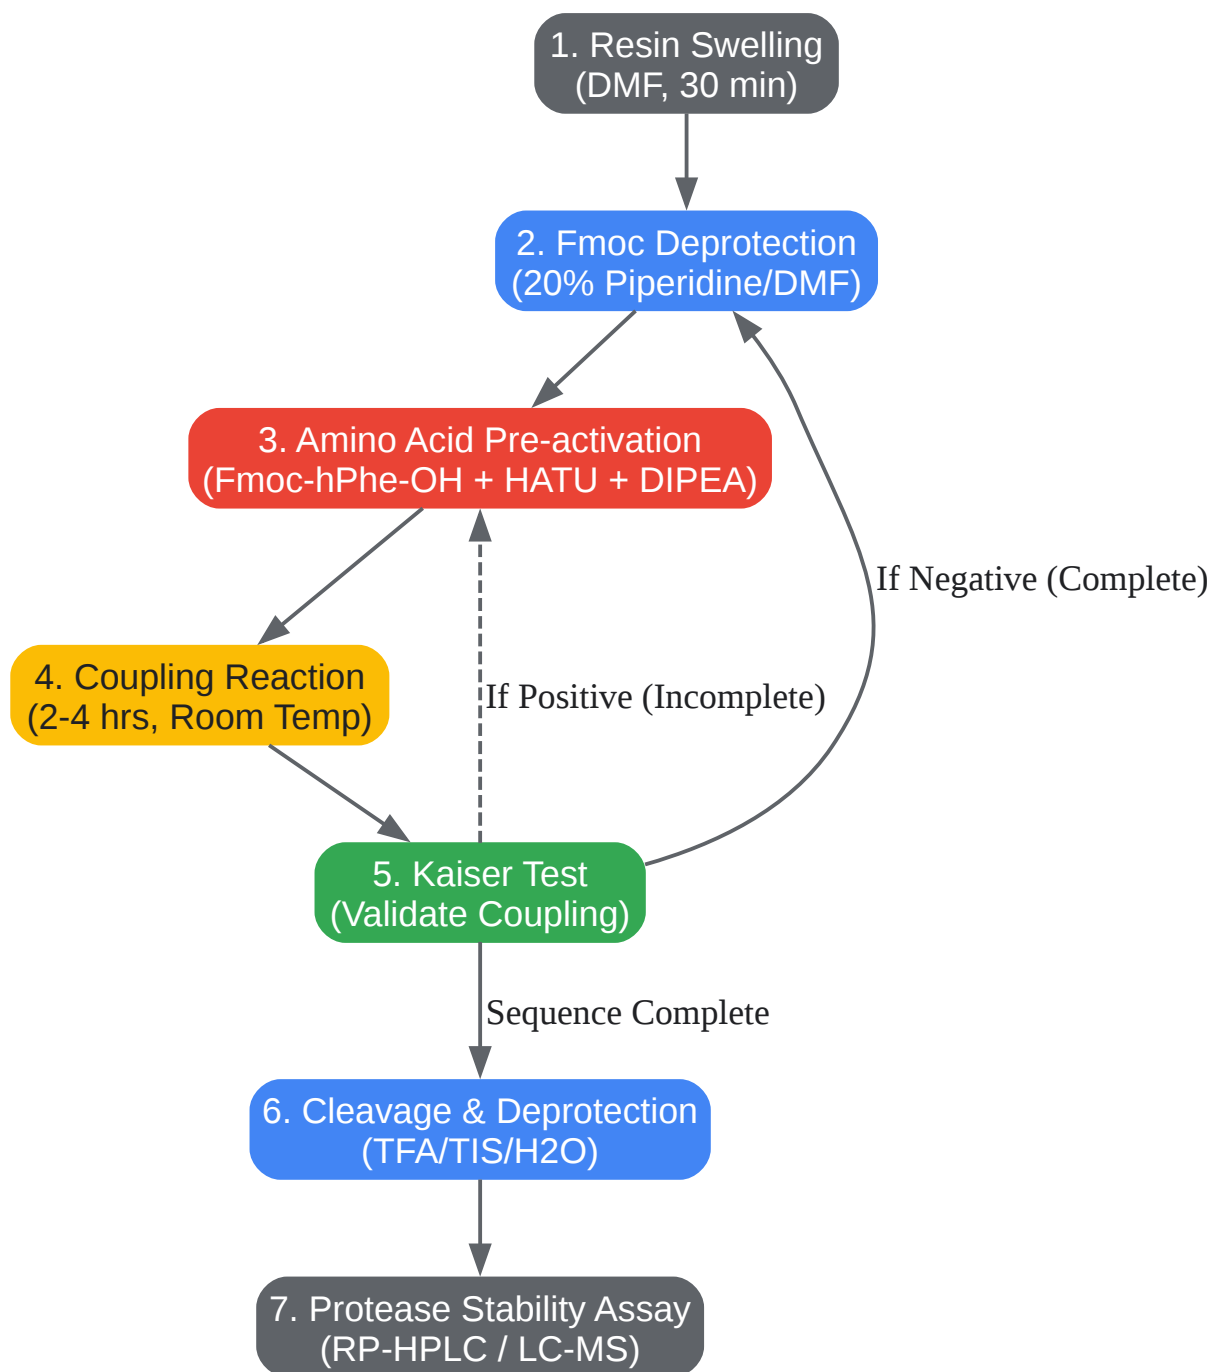 1. Resin Swelling
(DMF, 30 min)
2. Fmoc Deprotection
(20% Piperidine/DMF)
3. Amino Acid Pre-activation
(Fmoc-hPhe-OH + HATU + DIPEA)
If Negative (Complete)
4. Coupling Reaction
(2-4 hrs, Room Temp)
If Positive (Incomplete)
5. Kaiser Test
(Validate Coupling)
Sequence Complete
6. Cleavage & Deprotection
(TFA/TIS/H2O)
7. Protease Stability Assay
(RP-HPLC / LC-MS)